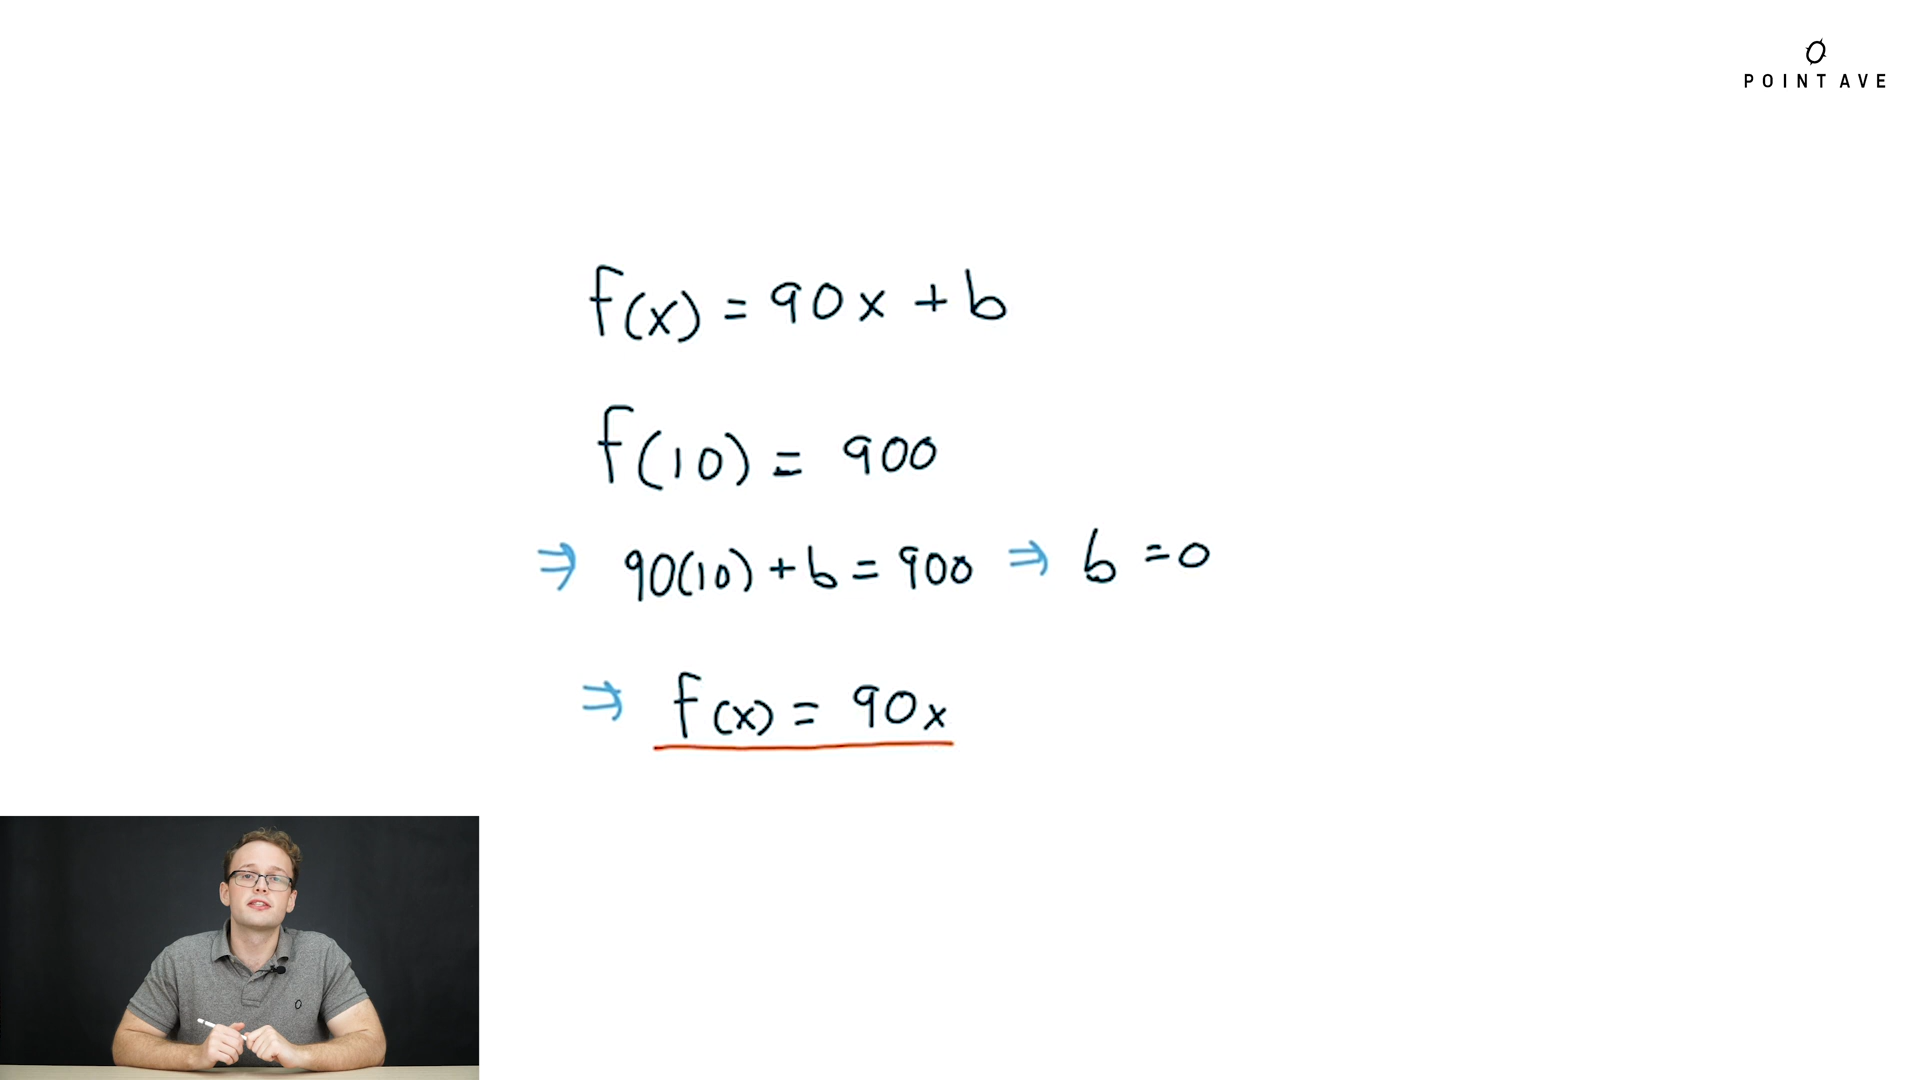 POINT AVE
f(x) = 90x + b
f(10) = 900
⇒ 90(10) + b = 900 ⇒ b = 0
⇒ f(x) = 90x